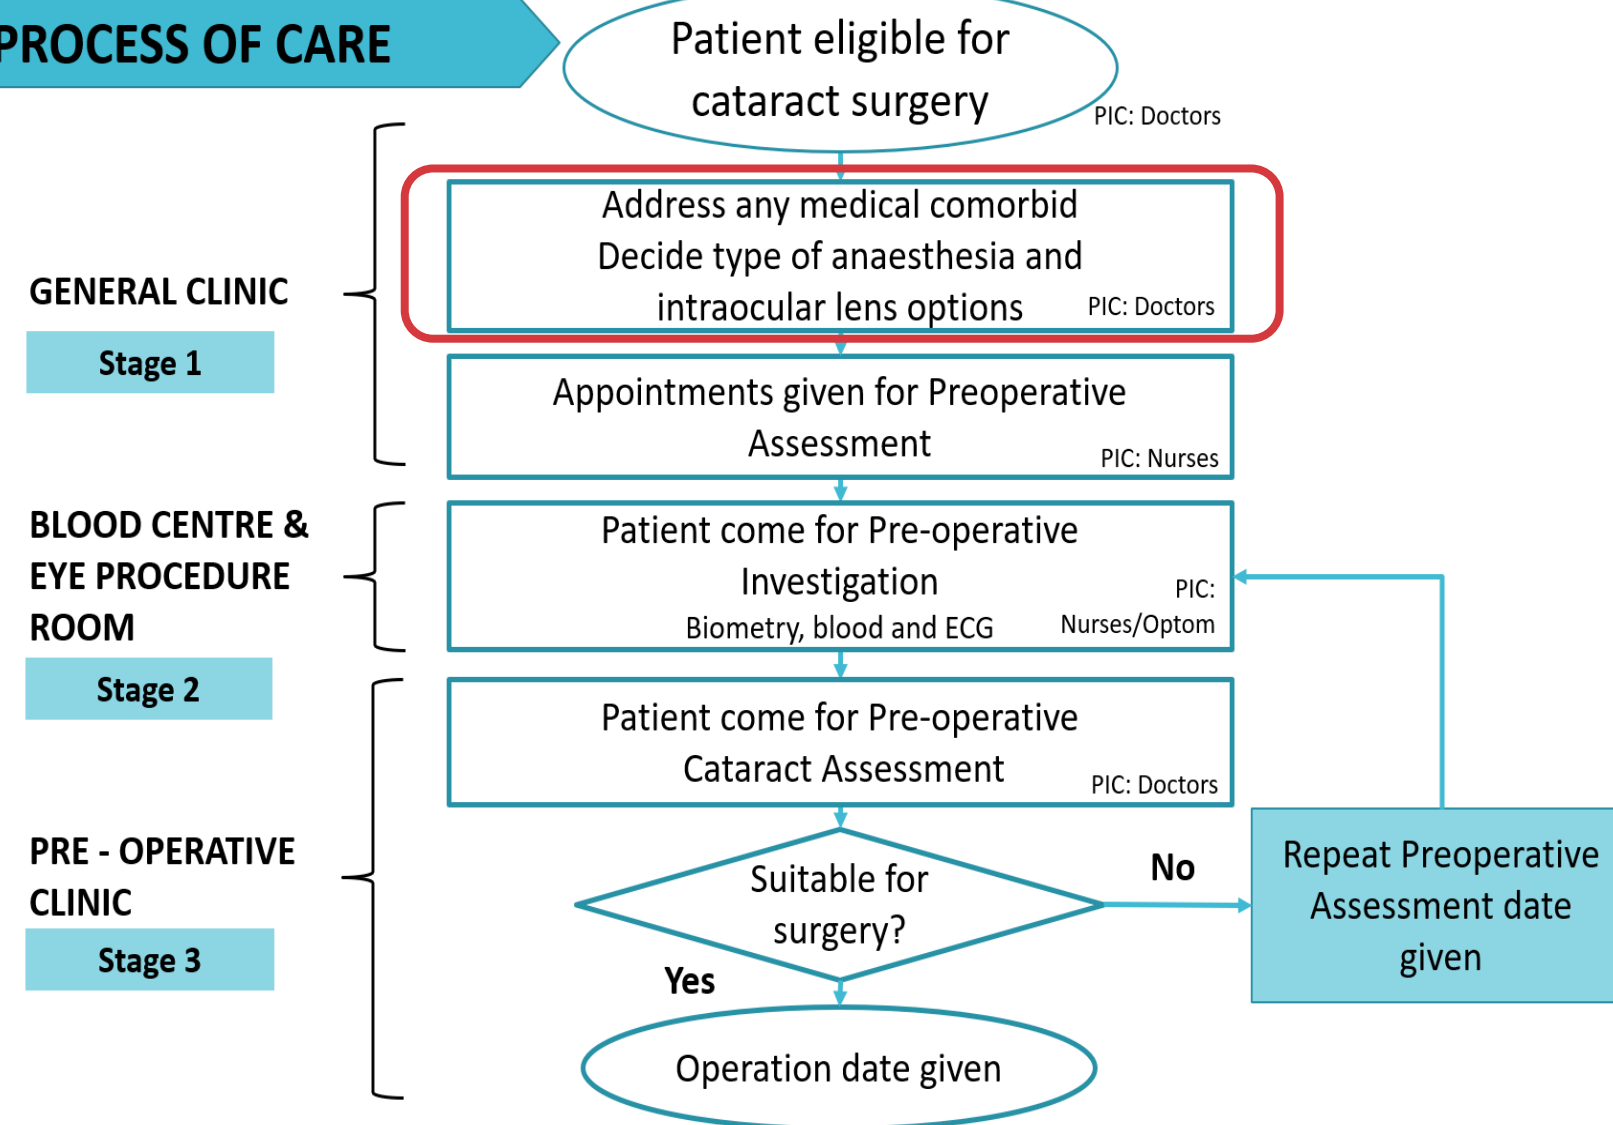 PROCESS OF CARE
Patient eligible for
cataract surgery
PIC: Doctors
GENERAL CLINIC
Stage 1
Address any medical comorbid
Decide type of anaesthesia and
intraocular lens options
PIC: Doctors
Appointments given for Preoperative
Assessment
PIC: Nurses
BLOOD CENTRE &
EYE PROCEDURE
ROOM
Stage 2
Patient come for Pre-operative
Investigation
Biometry, blood and ECG
PIC:
Nurses/Optom
PRE - OPERATIVE
CLINIC
Stage 3
Patient come for Pre-operative
Cataract Assessment
PIC: Doctors
Suitable for
surgery?
No
Repeat Preoperative
Assessment date
given
Yes
Operation date given